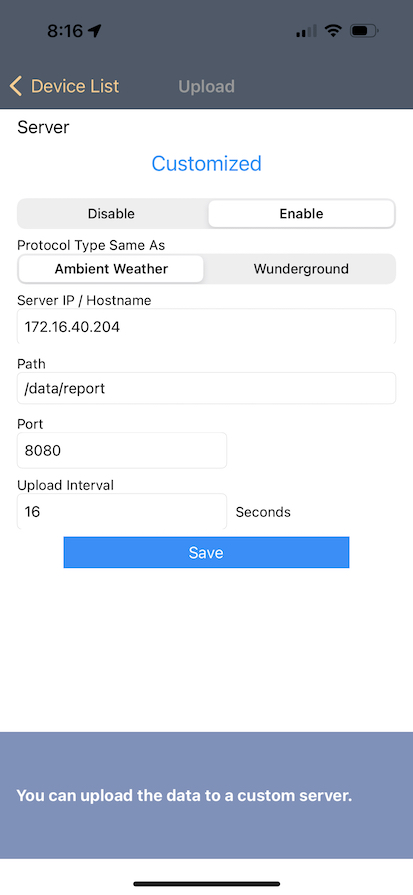 8:16
Device List Upload
Server
Customized
Disable Enable
Protocol Type Same As
Ambient Weather Wunderground
Server IP / Hostname
172.16.40.204
Path
/data/report
Port
8080
Upload Interval
16 Seconds
Save
You can upload the data to a custom server.